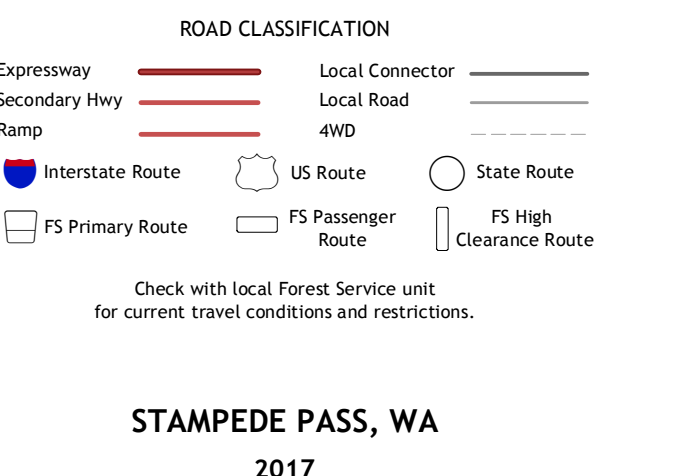 ROAD CLASSIFICATION
Expressway
Local Connector
Secondary Hwy
Local Road
Ramp
4WD
Interstate Route
US Route
State Route
FS Primary Route
FS Passenger
Route
FS High
Clearance Route
Check with local Forest Service unit
for current travel conditions and restrictions.
STAMPEDE PASS, WA
2017